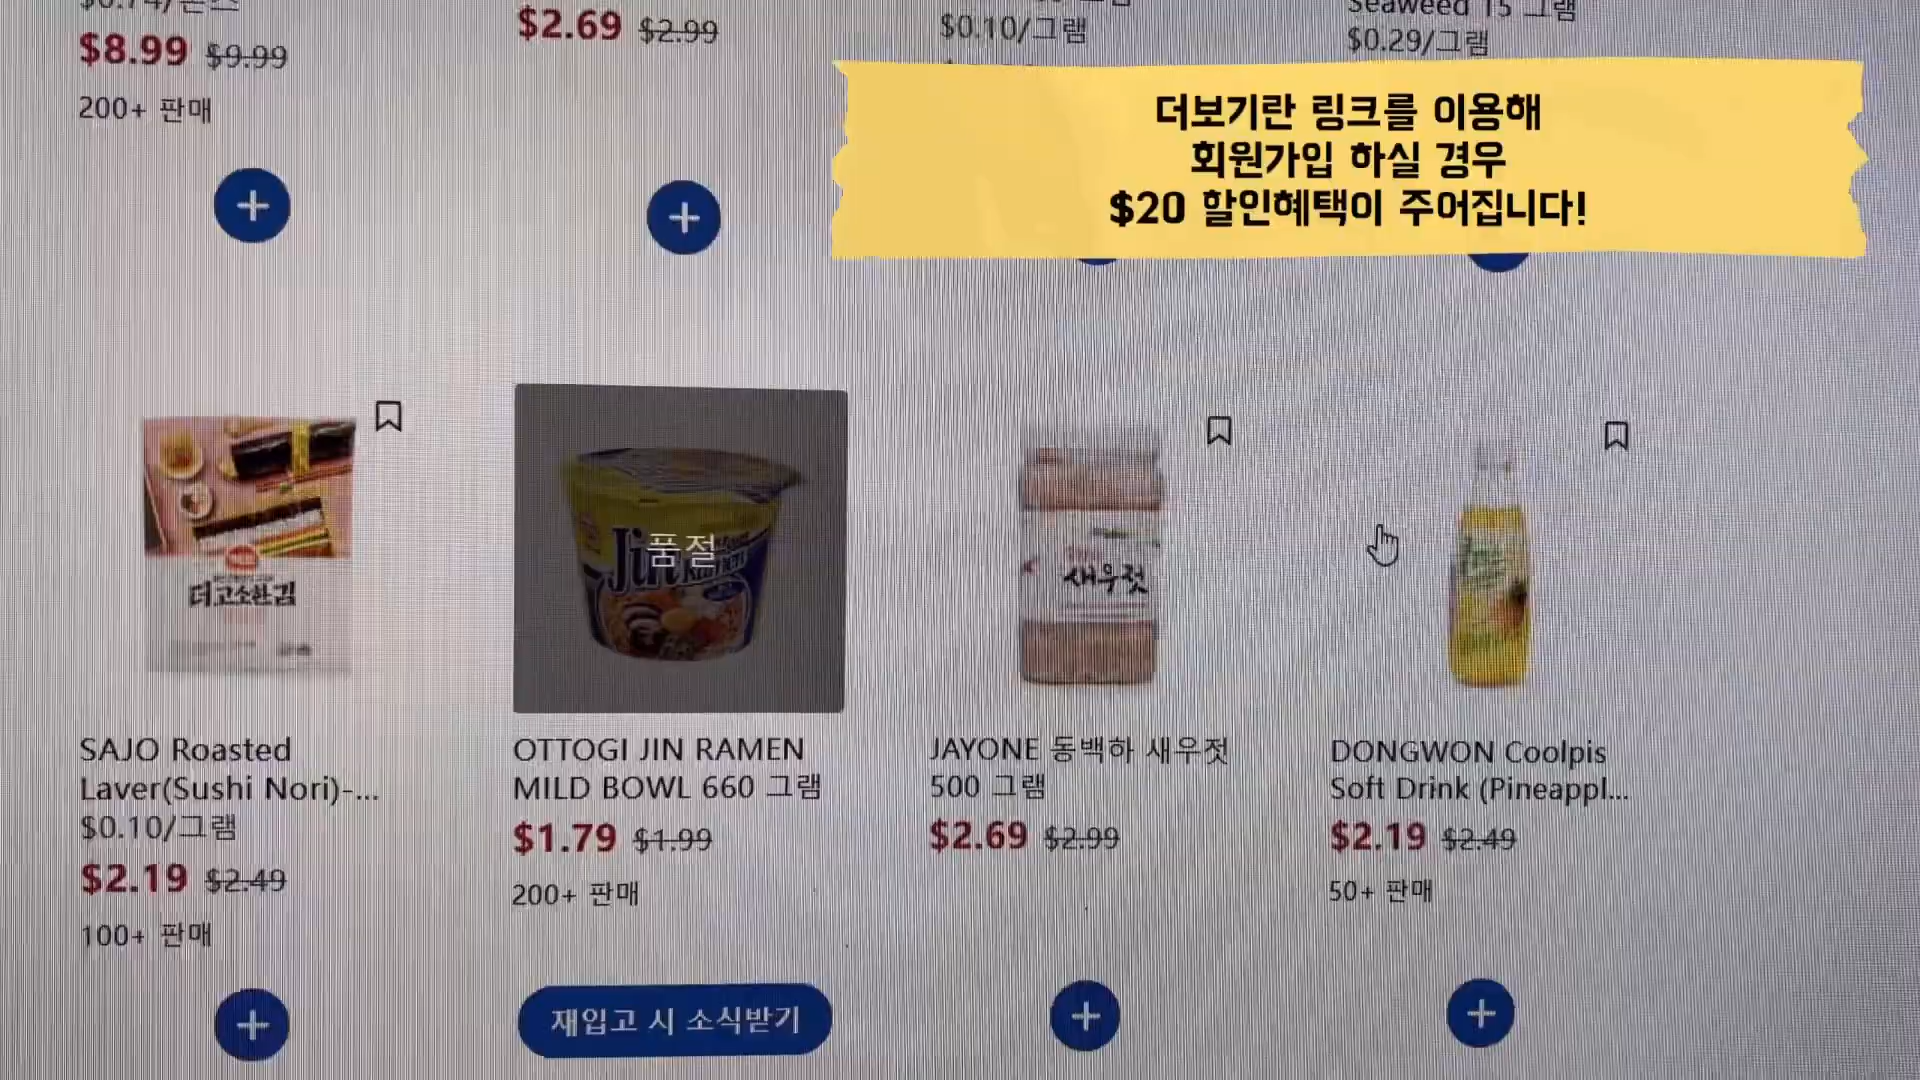 $8.99 $9.99
200+ 판매
$2.69 $2.99
$0.10/그램
Seaweed 15 그램
$0.29/그램
더보기란 링크를 이용해
회원가입 하실 경우
$20 할인혜택이 주어집니다!
더고소한김
SAJO Roasted
Laver(Sushi Nori)-...
$0.10/그램
$2.19 $2.49
100+ 판매
Jin
품절
OTTOGI JIN RAMEN
MILD BOWL 660 그램
$1.79 $1.99
200+ 판매
재입고 시 소식받기
새우젓
JAYONE 동백하 새우젓
500 그램
$2.69 $2.99
DONGWON Coolpis
Soft Drink (Pineappl...
$2.19 $2.49
50+ 판매